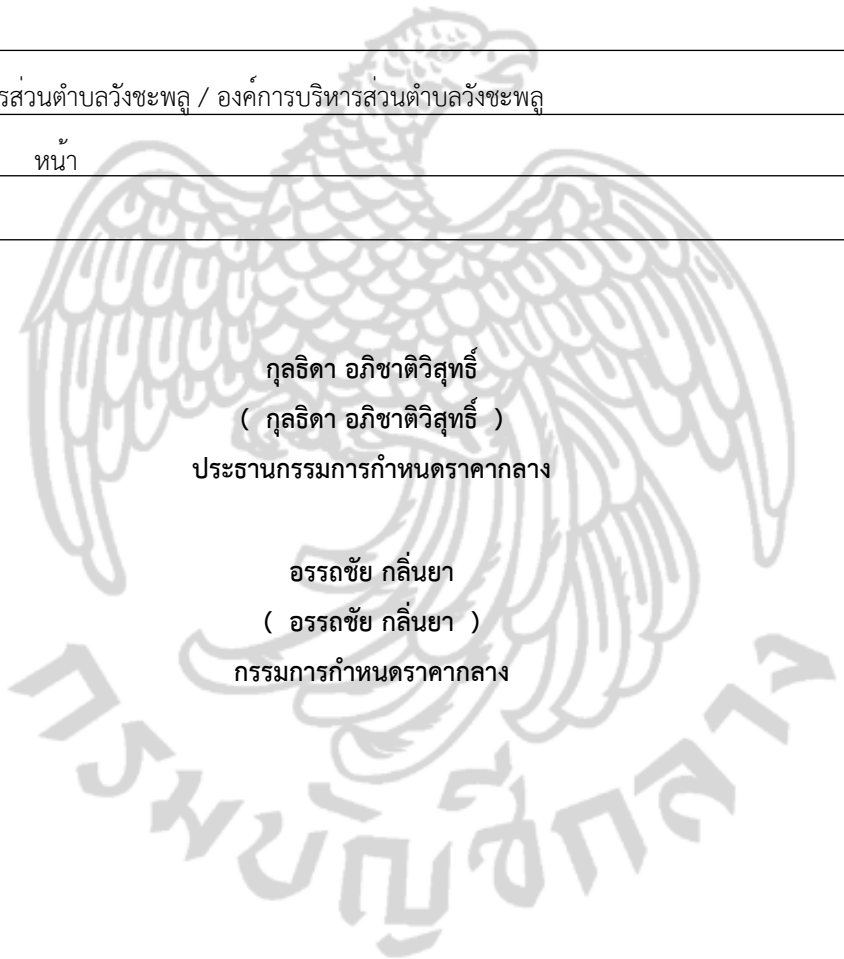 รส่วนตำบลวังชะพลู / องค์การบริหารส่วนตำบลวังชะพลู
หน้า
กุลธิดา อภิชาติวิสุทธิ์
( กุลธิดา อภิชาติวิสุทธิ์ )
ประธานกรรมการกำหนดราคากลาง
อรรถชัย กลิ่นยา
( อรรถชัย กลิ่นยา )
กรรมการกำหนดราคากลาง
กรมบัญชีกลาง